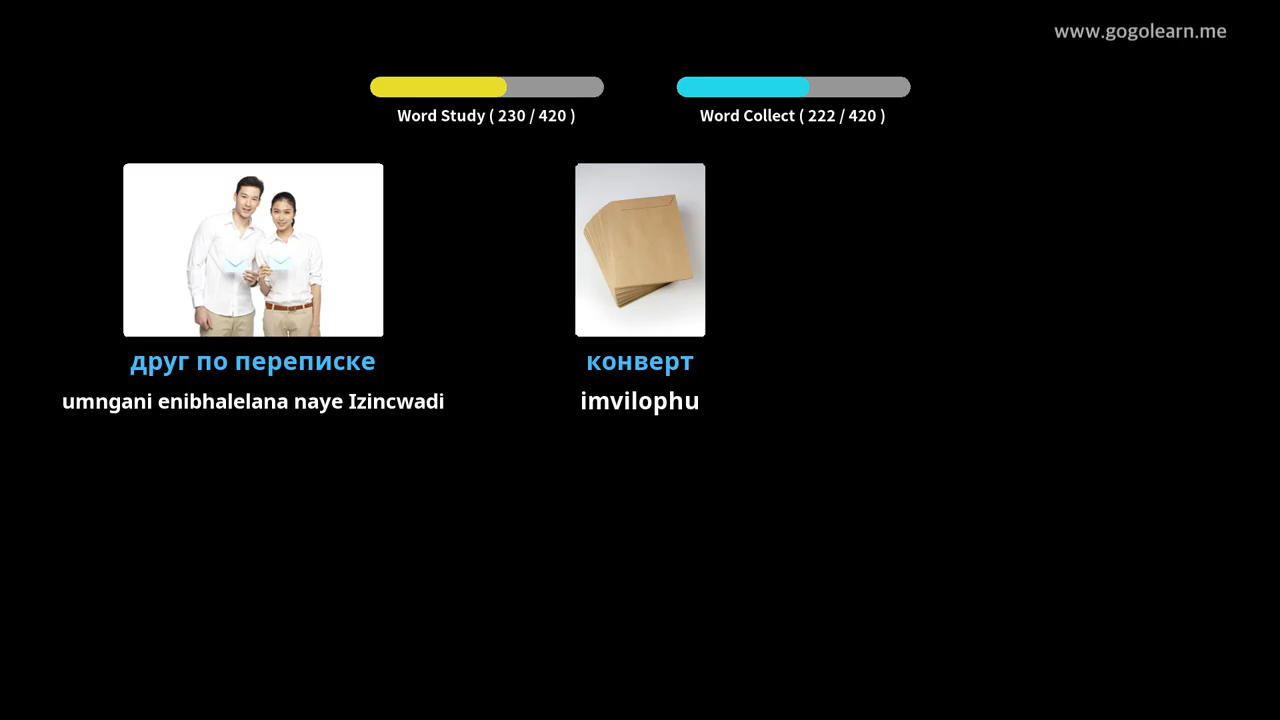 www.gogolearn.me
Word Study ( 230 / 420 )
Word Collect ( 222 / 420 )
друг по переписке
конверт
umngani enibhalelana naye Izincwadi
imvilophu